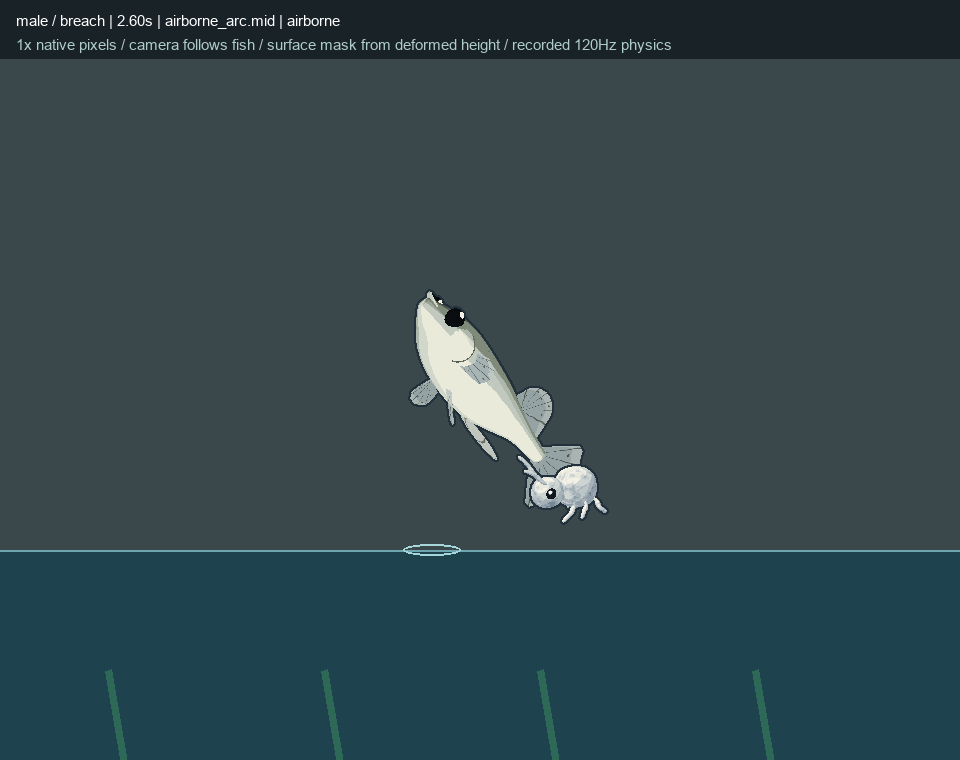 male / breach | 2.60s | airborne_arc.mid | airborne
1x native pixels / camera follows fish / surface mask from deformed height / recorded 120Hz physics